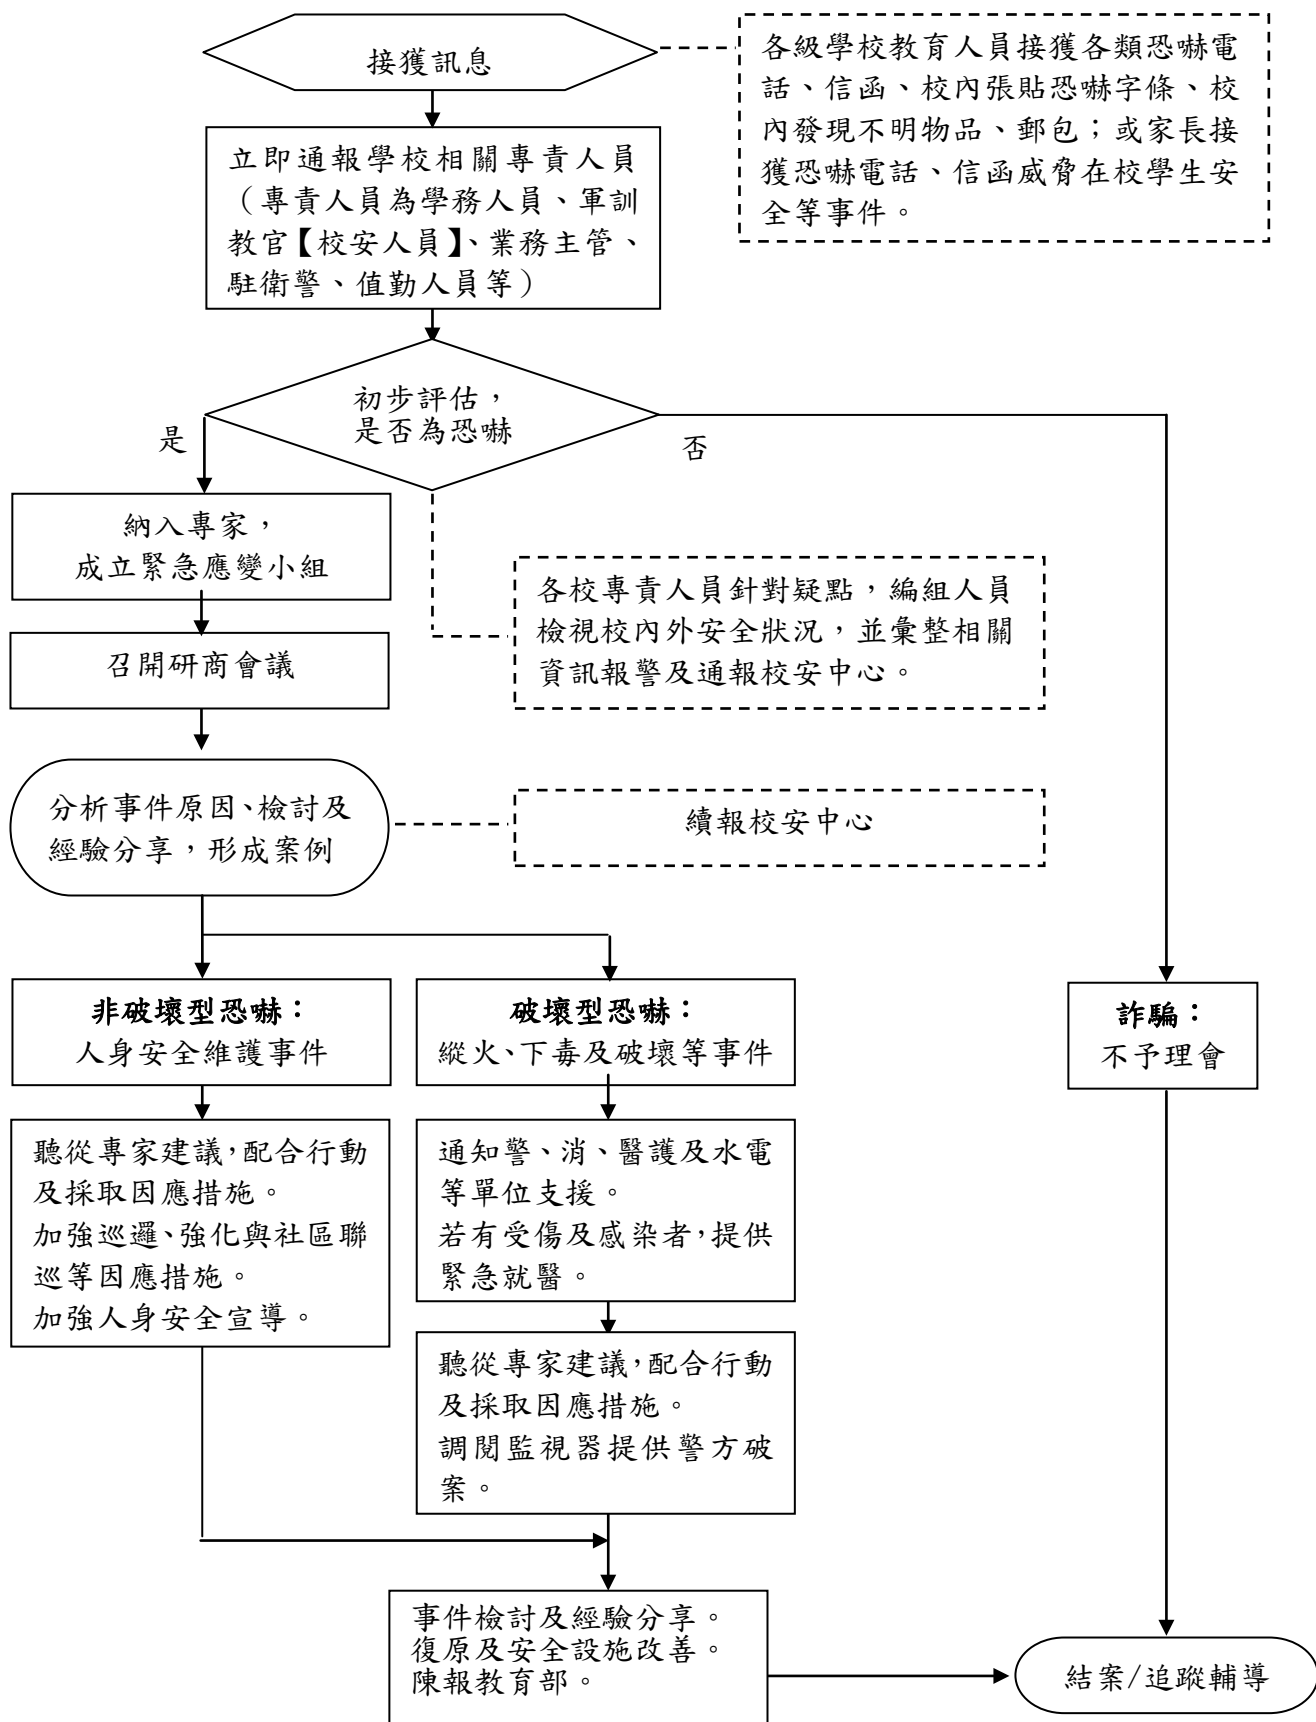 接獲訊息
各級學校教育人員接獲各類恐嚇電
話、信函、校內張貼恐嚇字條、校
內發現不明物品、郵包；或家長接
獲恐嚇電話、信函威脅在校學生安
全等事件。
立即通報學校相關專責人員
（專責人員為學務人員、軍訓
教官【校安人員】、業務主管、
駐衛警、值勤人員等）
初步評估，
是否為恐嚇
是
否
納入專家，
成立緊急應變小組
各校專責人員針對疑點，編組人員
檢視校內外安全狀況，並彙整相關
資訊報警及通報校安中心。
召開研商會議
分析事件原因、檢討及
經驗分享，形成案例
續報校安中心
非破壞型恐嚇：
人身安全維護事件
破壞型恐嚇：
縱火、下毒及破壞等事件
詐騙：
不予理會
聽從專家建議，配合行動
及採取因應措施。
加強巡邏、強化與社區聯
巡等因應措施。
加強人身安全宣導。
通知警、消、醫護及水電
等單位支援。
若有受傷及感染者，提供
緊急就醫。
聽從專家建議，配合行動
及採取因應措施。
調閱監視器提供警方破
案。
事件檢討及經驗分享。
復原及安全設施改善。
陳報教育部。
結案/追蹤輔導